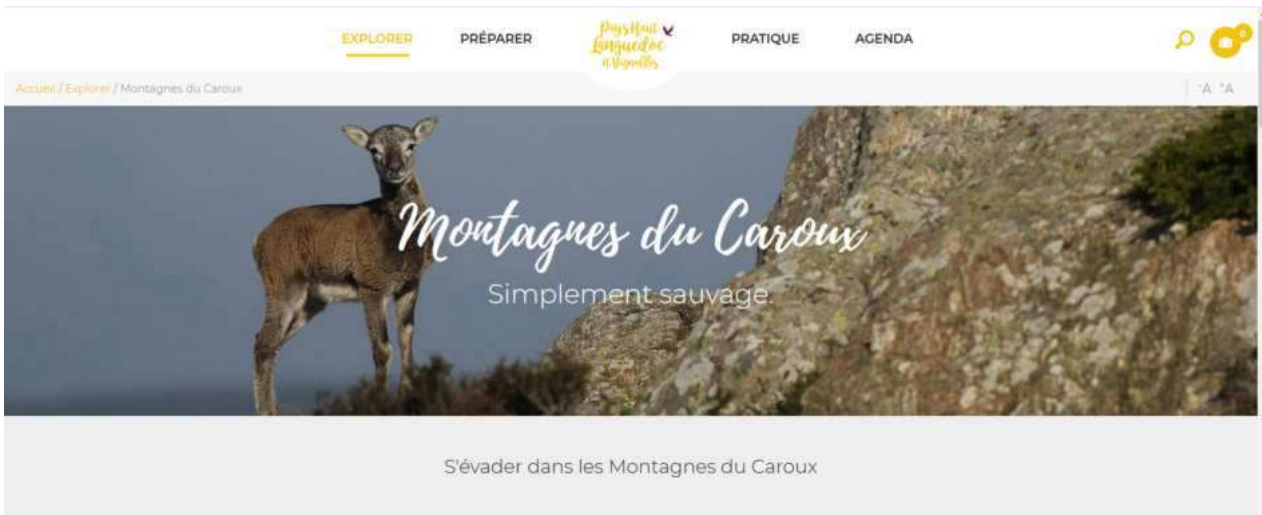 EXPLORER PRÉPARER Pays Haut PRATIQUE AGENDA
Languedoc
et Vignobles
Accueil / Explorer / Montagnes du Caroux
-A +A
Montagnes du Caroux
Simplement sauvage.
S'évader dans les Montagnes du Caroux